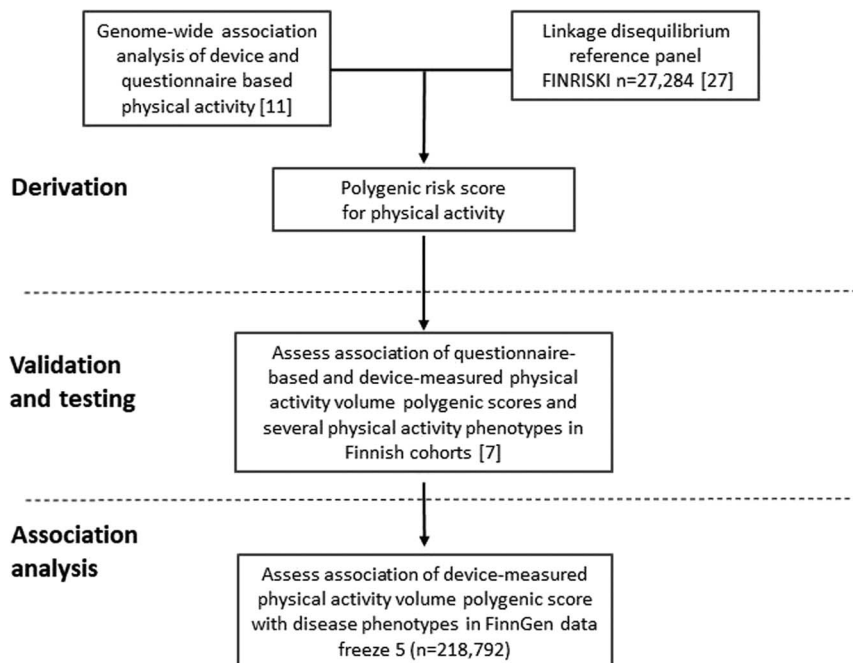 Genome-wide association
analysis of device and
questionnaire based
physical activity [11]
Linkage disequilibrium
reference panel
FINRISKI n=27,284 [27]
Derivation
Polygenic risk score
for physical activity
Validation
and testing
Assess association of questionnaire-
based and device-measured physical
activity volume polygenic scores and
several physical activity phenotypes in
Finnish cohorts [7]
Association
analysis
Assess association of device-measured
physical activity volume polygenic score
with disease phenotypes in FinnGen data
freeze 5 (n=218,792)